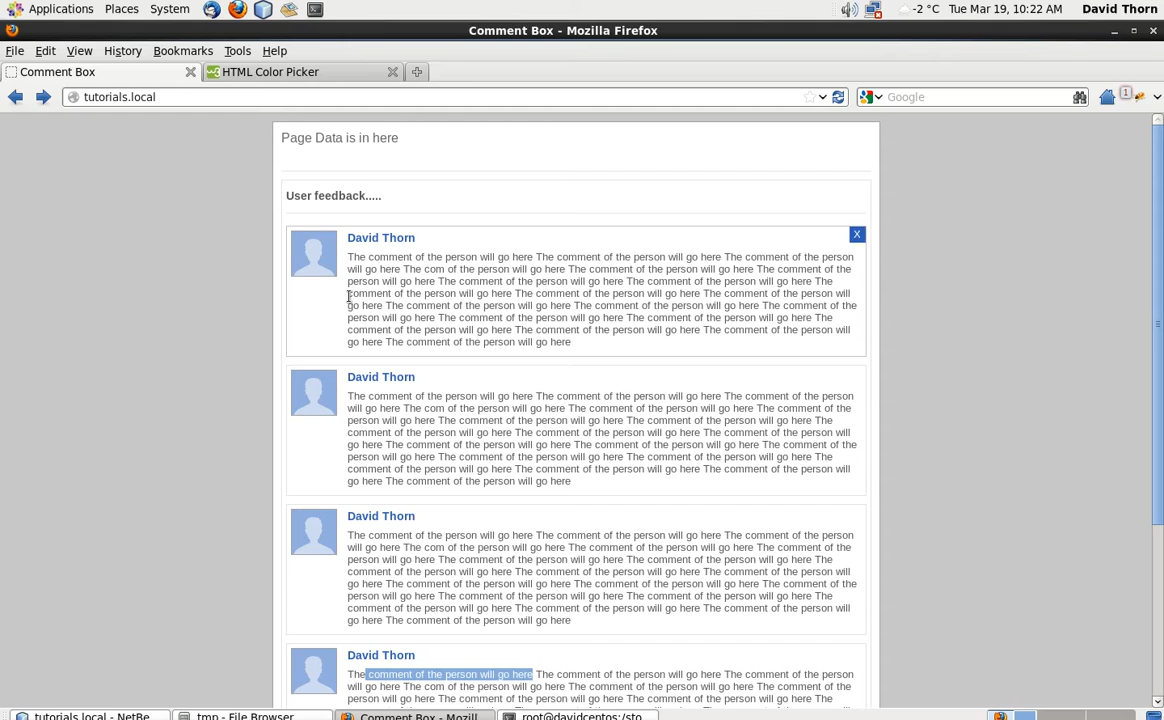 Applications Places System -2 °C Tue Mar 19, 10:22 AM David Thorn
Comment Box - Mozilla Firefox
File Edit View History Bookmarks Tools Help
Comment Box HTML Color Picker
tutorials.local Google 1
Page Data is in here
User feedback.....
David Thorn X
The comment of the person will go here The comment of the person will go here The comment of the person
will go here The com of the person will go here The comment of the person will go here The comment of the
person will go here The comment of the person will go here The comment of the person will go here The
comment of the person will go here The comment of the person will go here The comment of the person will
go here The comment of the person will go here The comment of the person will go here The comment of the
person will go here The comment of the person will go here The comment of the person will go here The
comment of the person will go here The comment of the person will go here The comment of the person will
go here The comment of the person will go here
David Thorn
The comment of the person will go here The comment of the person will go here The comment of the person
will go here The com of the person will go here The comment of the person will go here The comment of the
person will go here The comment of the person will go here The comment of the person will go here The
comment of the person will go here The comment of the person will go here The comment of the person will
go here The comment of the person will go here The comment of the person will go here The comment of the
person will go here The comment of the person will go here The comment of the person will go here The
comment of the person will go here The comment of the person will go here The comment of the person will
go here The comment of the person will go here
David Thorn
The comment of the person will go here The comment of the person will go here The comment of the person
will go here The com of the person will go here The comment of the person will go here The comment of the
person will go here The comment of the person will go here The comment of the person will go here The
comment of the person will go here The comment of the person will go here The comment of the person will
go here The comment of the person will go here The comment of the person will go here The comment of the
person will go here The comment of the person will go here The comment of the person will go here The
comment of the person will go here The comment of the person will go here The comment of the person will
go here The comment of the person will go here
David Thorn
The comment of the person will go here The comment of the person will go here The comment of the person
will go here The com of the person will go here The comment of the person will go here The comment of the
person will go here The comment of the person will go here The comment of the person will go here The
tutorials.local - NetBe... tmp - File Browser Comment Box - Mozill... root@davidcentos:/sto...